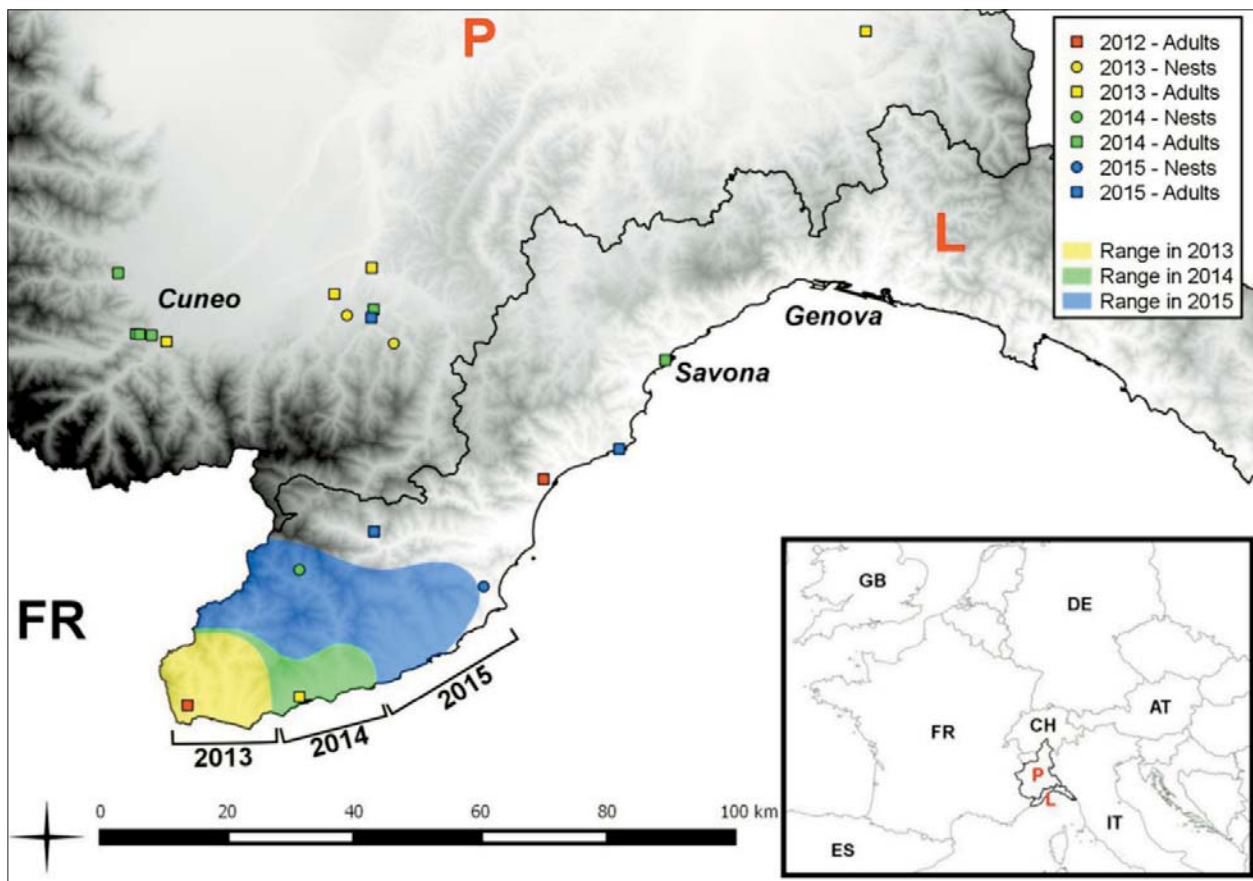 P
L
2012 - Adults
2013 - Nests
2013 - Adults
2014 - Nests
2014 - Adults
2015 - Nests
2015 - Adults
Range in 2013
Range in 2014
Range in 2015
Cuneo
Genova
Savona
FR
2013
2014
2015
0 20 40 60 80 100 km
GB
DE
FR
CH
AT
P
L
IT
ES